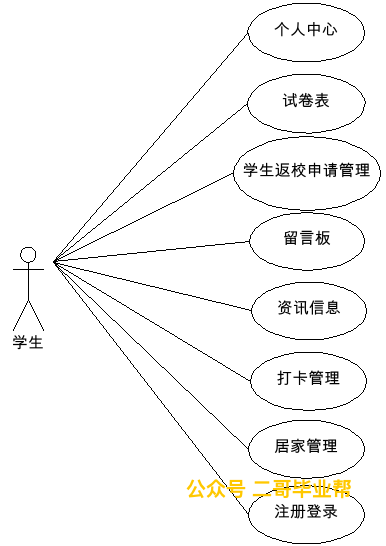 个人中心
试卷表
学生返校申请管理
留言板
资讯信息
学生
打卡管理
居家管理
公众号 二哥毕业帮
注册登录